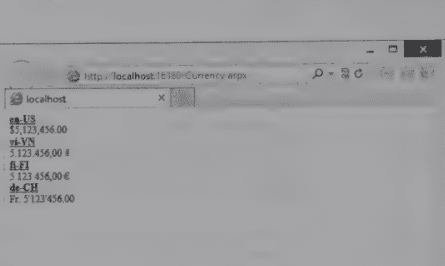 http://localhost:16180/Currency.aspx
localhost
en-US
$5,123,456.00
vi-VN
5.123.456,00 ₫
fi-FI
5 123 456,00 €
de-CH
Fr. 5'123'456.00